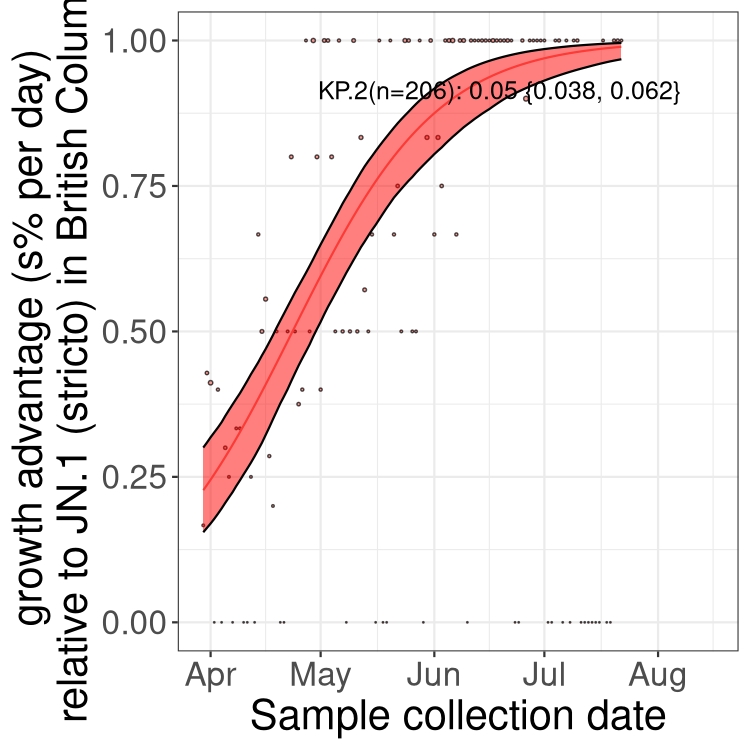 growth advantage (s% per day)
relative to JN.1 (stricto) in British Colum
1.00
0.75
0.50
0.25
0.00
KP.2(n=206): 0.05 {0.038, 0.062}
Apr May Jun Jul Aug
Sample collection date